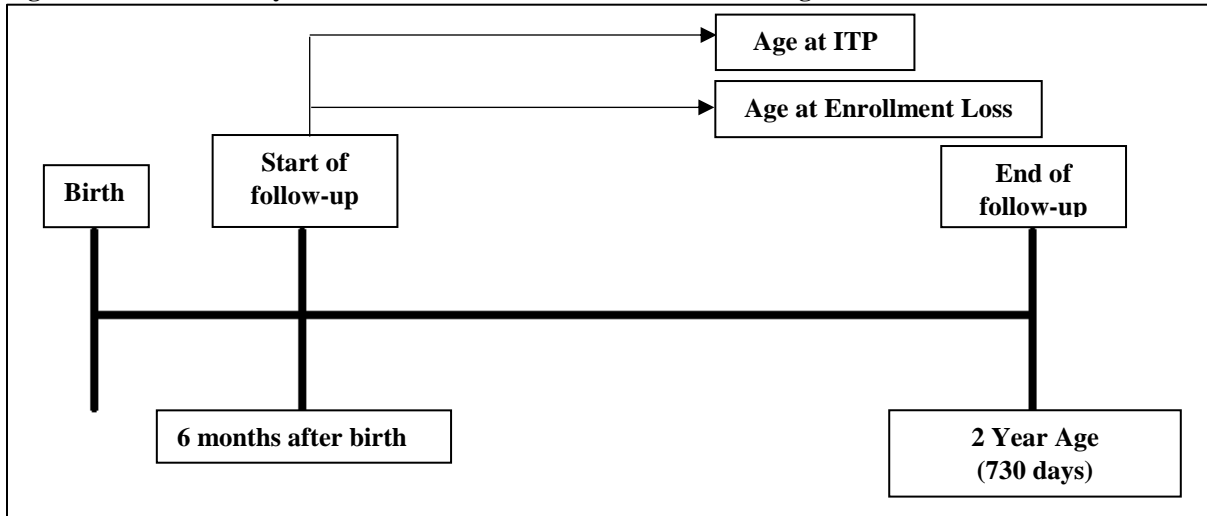 Age at ITP
Age at Enrollment Loss
Birth
Start of
follow-up
End of
follow-up
6 months after birth
2 Year Age
(730 days)